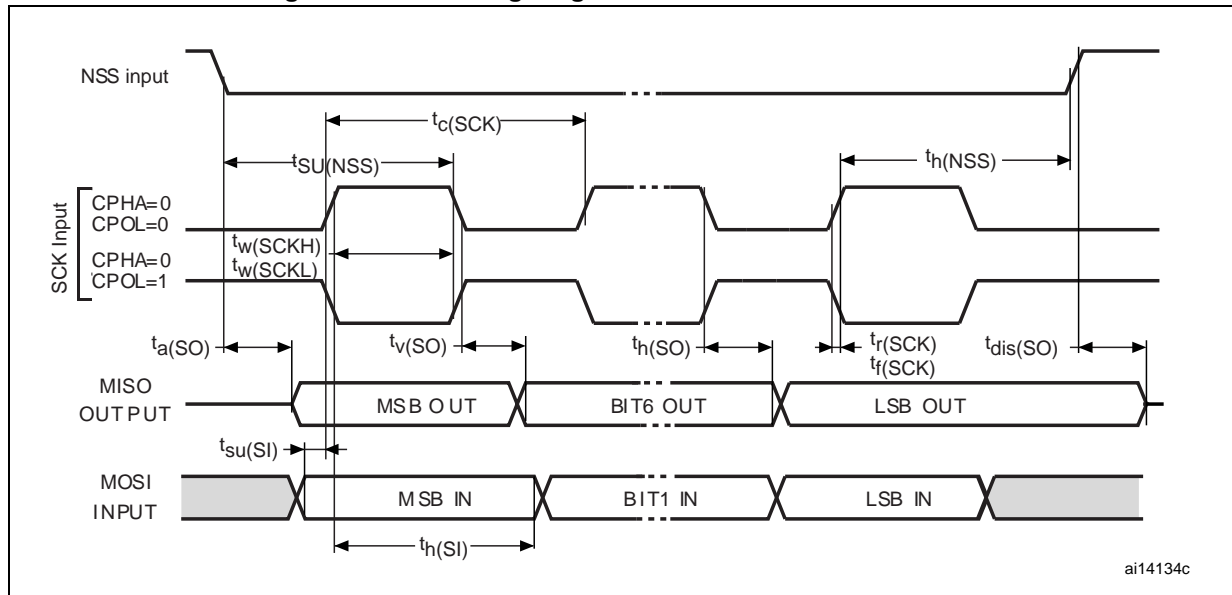 NSS input
tc(SCK)
tSU(NSS)
th(NSS)
SCK Input
CPHA=0
CPOL=0
tw(SCKH)
CPHA=0
tw(SCKL)
CPOL=1
ta(SO)
tv(SO)
th(SO)
tr(SCK)
tf(SCK)
tdis(SO)
MISO
OUTPUT
MSB OUT
BIT6 OUT
LSB OUT
tsu(SI)
MOSI
INPUT
MSB IN
BIT1 IN
LSB IN
th(SI)
ai14134c